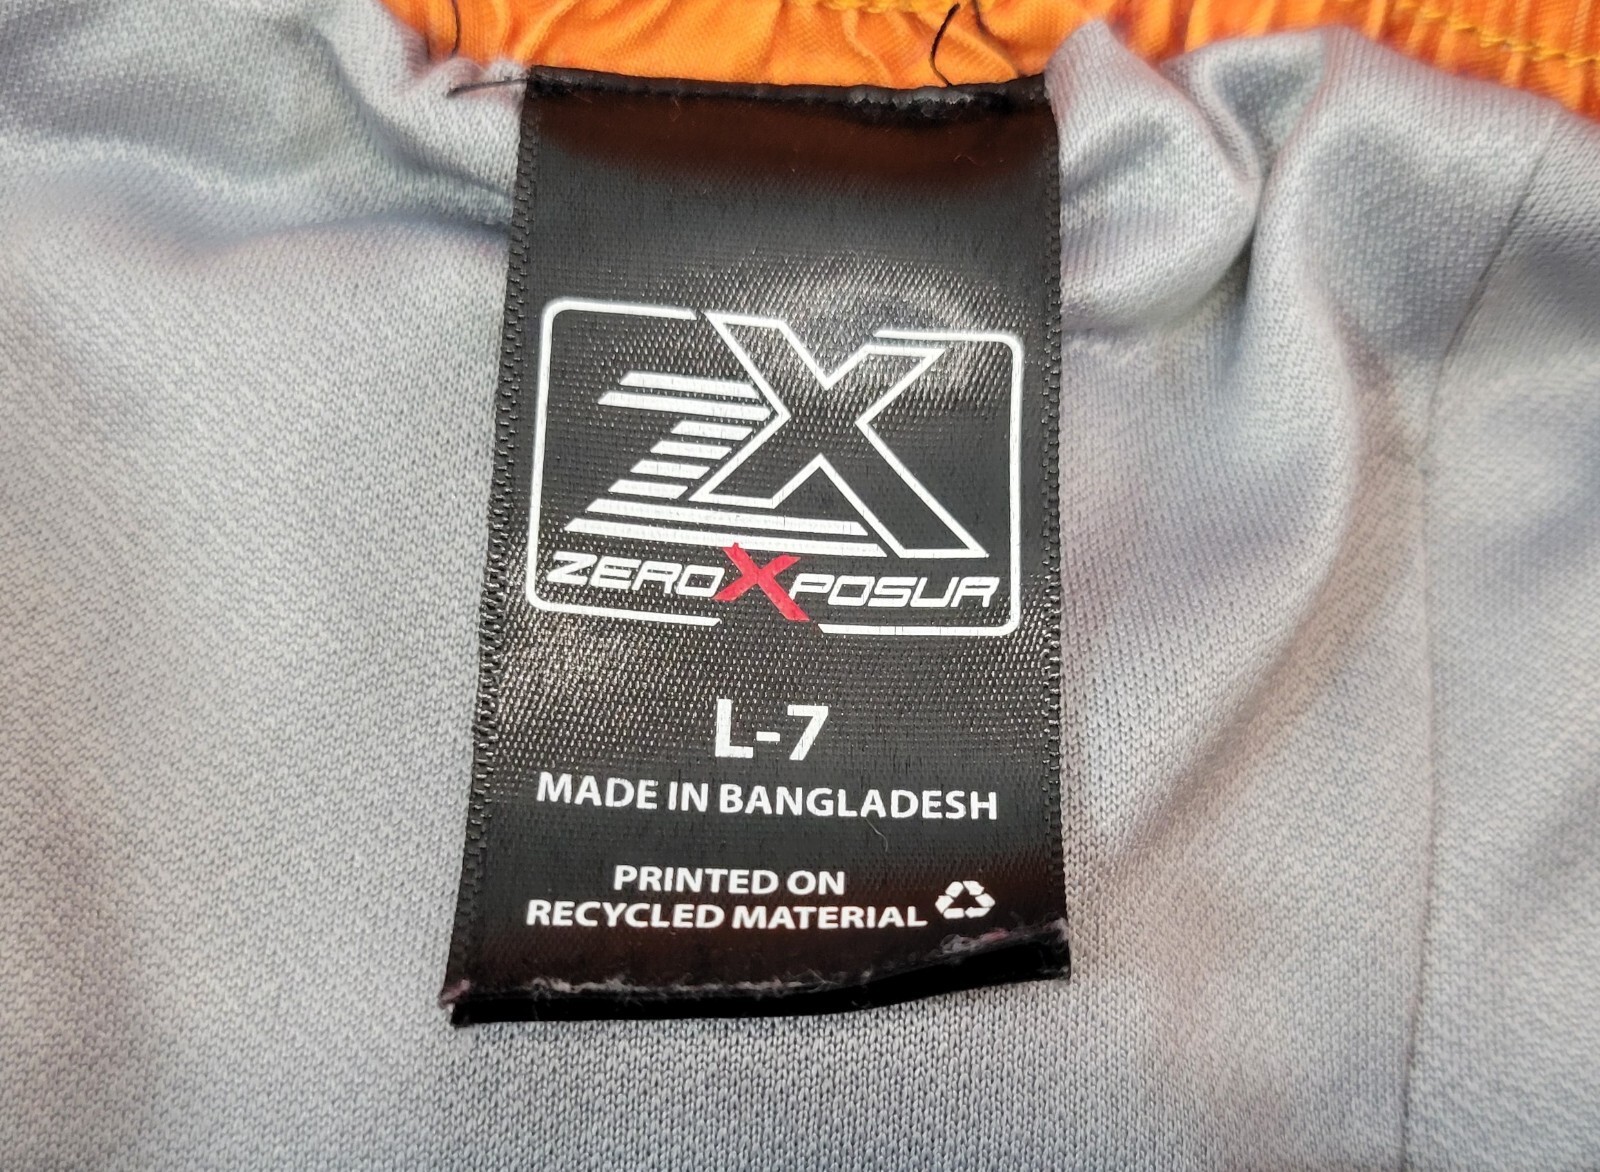 ZX
ZEROXPOSUR
L-7
MADE IN BANGLADESH
PRINTED ON
RECYCLED MATERIAL